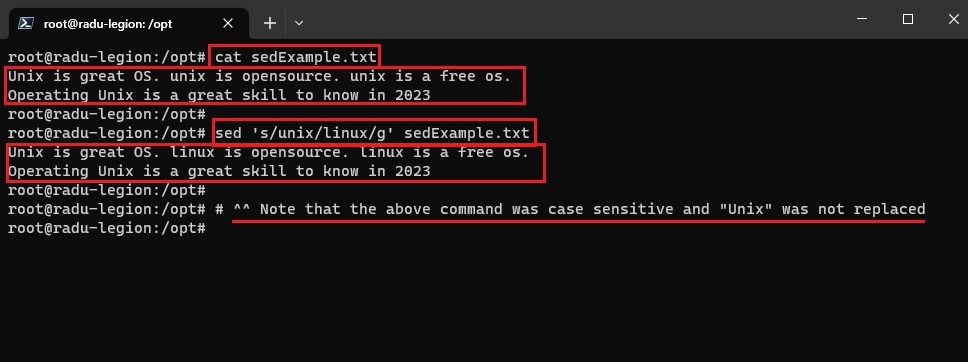 root@radu-legion: /opt
root@radu-legion:/opt# cat sedExample.txt
Unix is great OS. unix is opensource. unix is a free os.
Operating Unix is a great skill to know in 2023
root@radu-legion:/opt#
root@radu-legion:/opt# sed 's/unix/linux/g' sedExample.txt
Unix is great OS. linux is opensource. linux is a free os.
Operating Unix is a great skill to know in 2023
root@radu-legion:/opt#
root@radu-legion:/opt# # ^^ Note that the above command was case sensitive and "Unix" was not replaced
root@radu-legion:/opt#